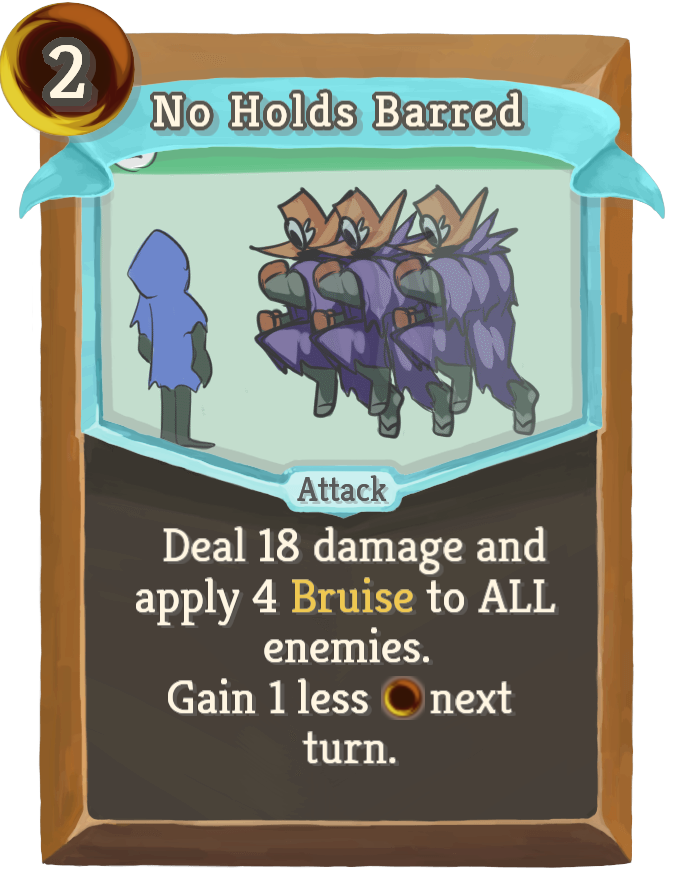 2
No Holds Barred
Attack
Deal 18 damage and
apply 4 Bruise to ALL
enemies.
Gain 1 less next
turn.